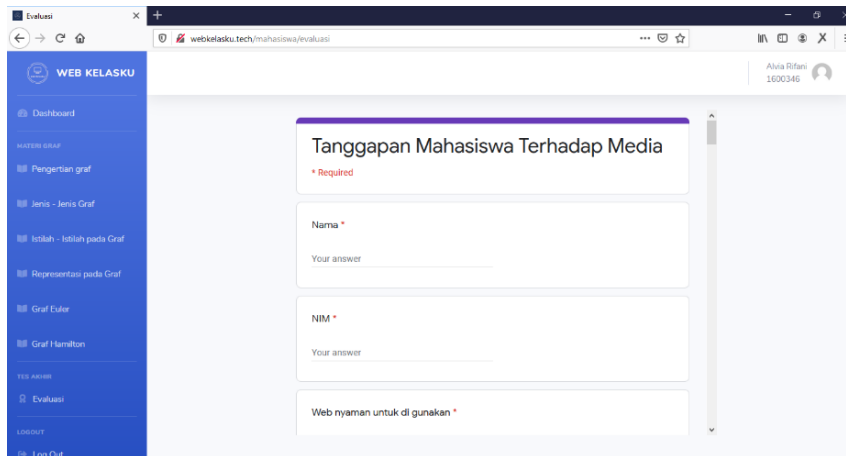 Evaluasi
webkelasku.tech/mahasiswa/evaluasi
WEB KELASKU
Alvia Rifani
1600346
Dashboard
MATERI GRAF
Pengertian graf
Jenis - Jenis Graf
Istilah - Istilah pada Graf
Representasi pada Graf
Graf Euler
Graf Hamilton
TES AKHIR
Evaluasi
LOGOUT
Log Out
Tanggapan Mahasiswa Terhadap Media
* Required
Nama *
Your answer
NIM *
Your answer
Web nyaman untuk di gunakan *